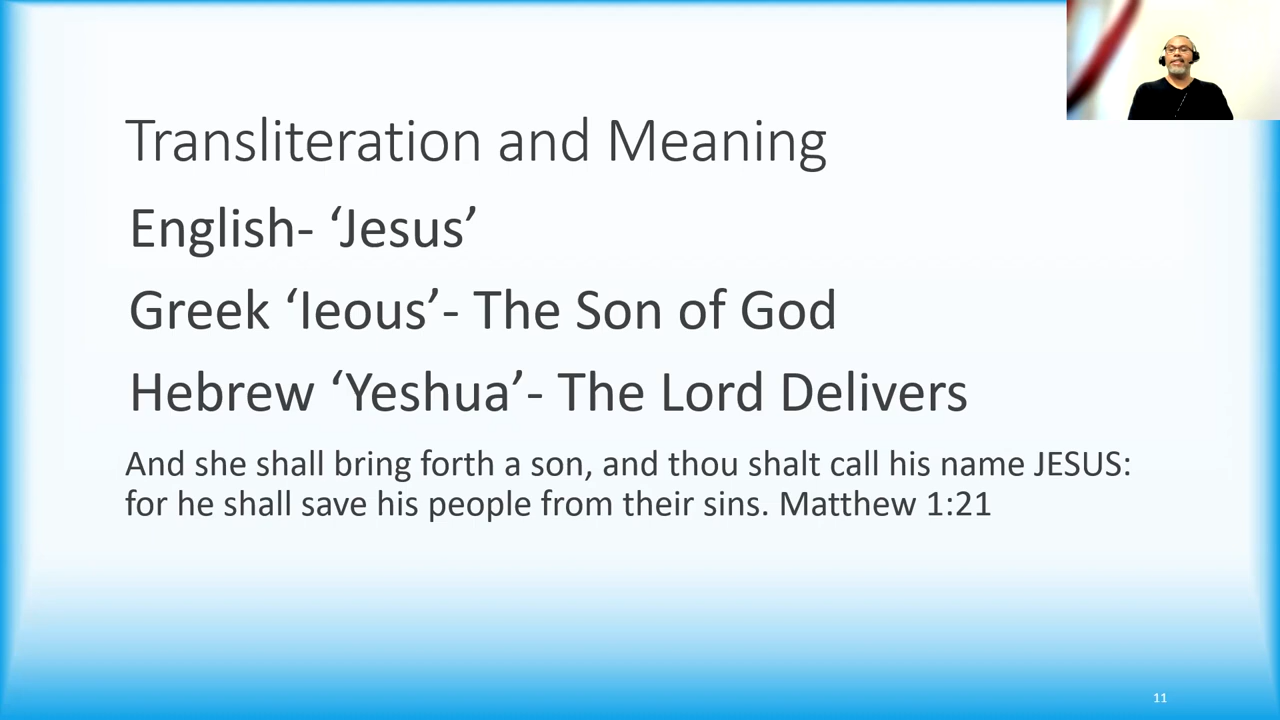 Transliteration and Meaning
English- ‘Jesus’
Greek ‘Ieous’- The Son of God
Hebrew ‘Yeshua’- The Lord Delivers
And she shall bring forth a son, and thou shalt call his name JESUS:
for he shall save his people from their sins. Matthew 1:21
11